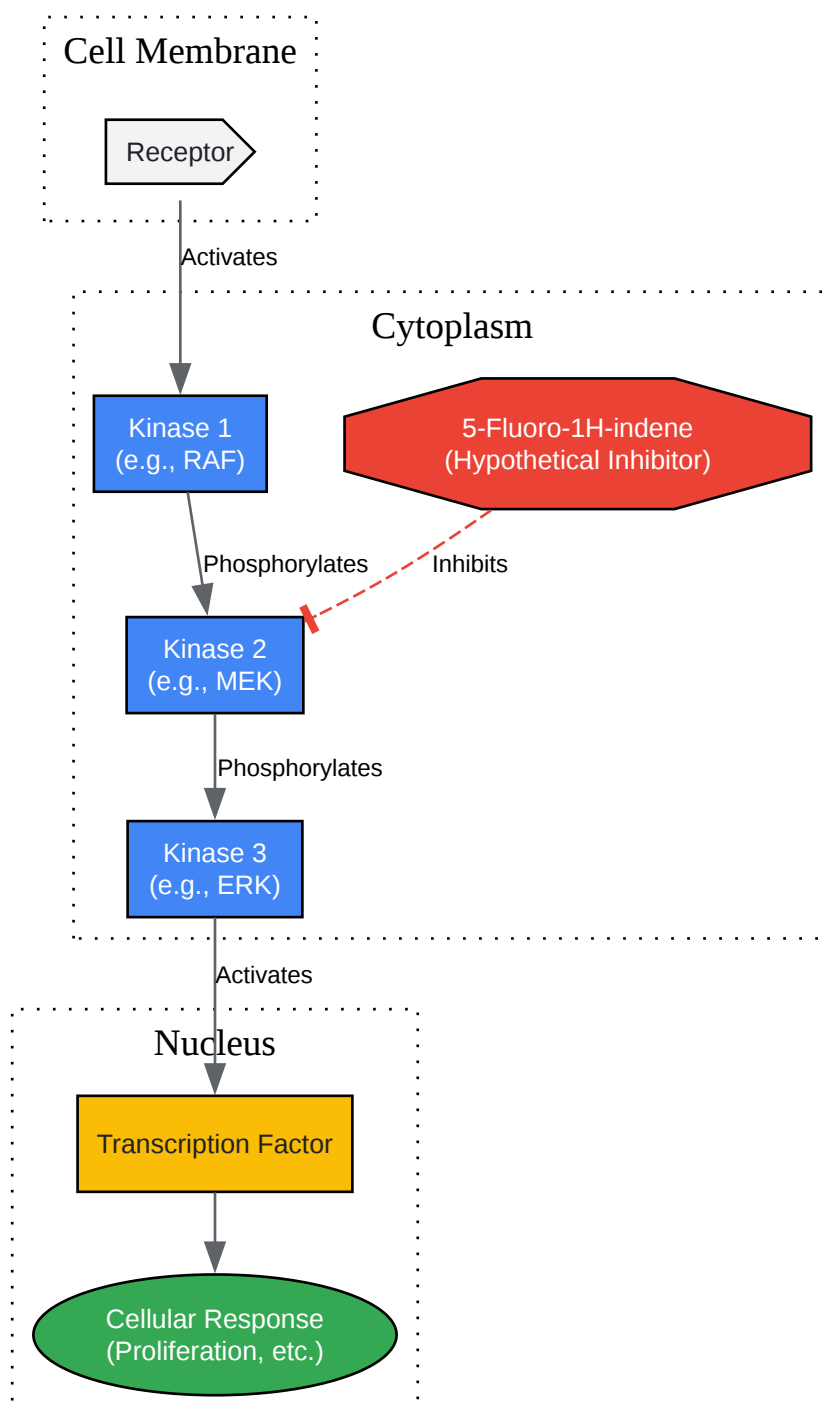 Cell Membrane
Receptor
Activates
Cytoplasm
Kinase 1
(e.g., RAF)
5-Fluoro-1H-indene
(Hypothetical Inhibitor)
Phosphorylates
Inhibits
Kinase 2
(e.g., MEK)
Phosphorylates
Kinase 3
(e.g., ERK)
Activates
Nucleus
Transcription Factor
Cellular Response
(Proliferation, etc.)